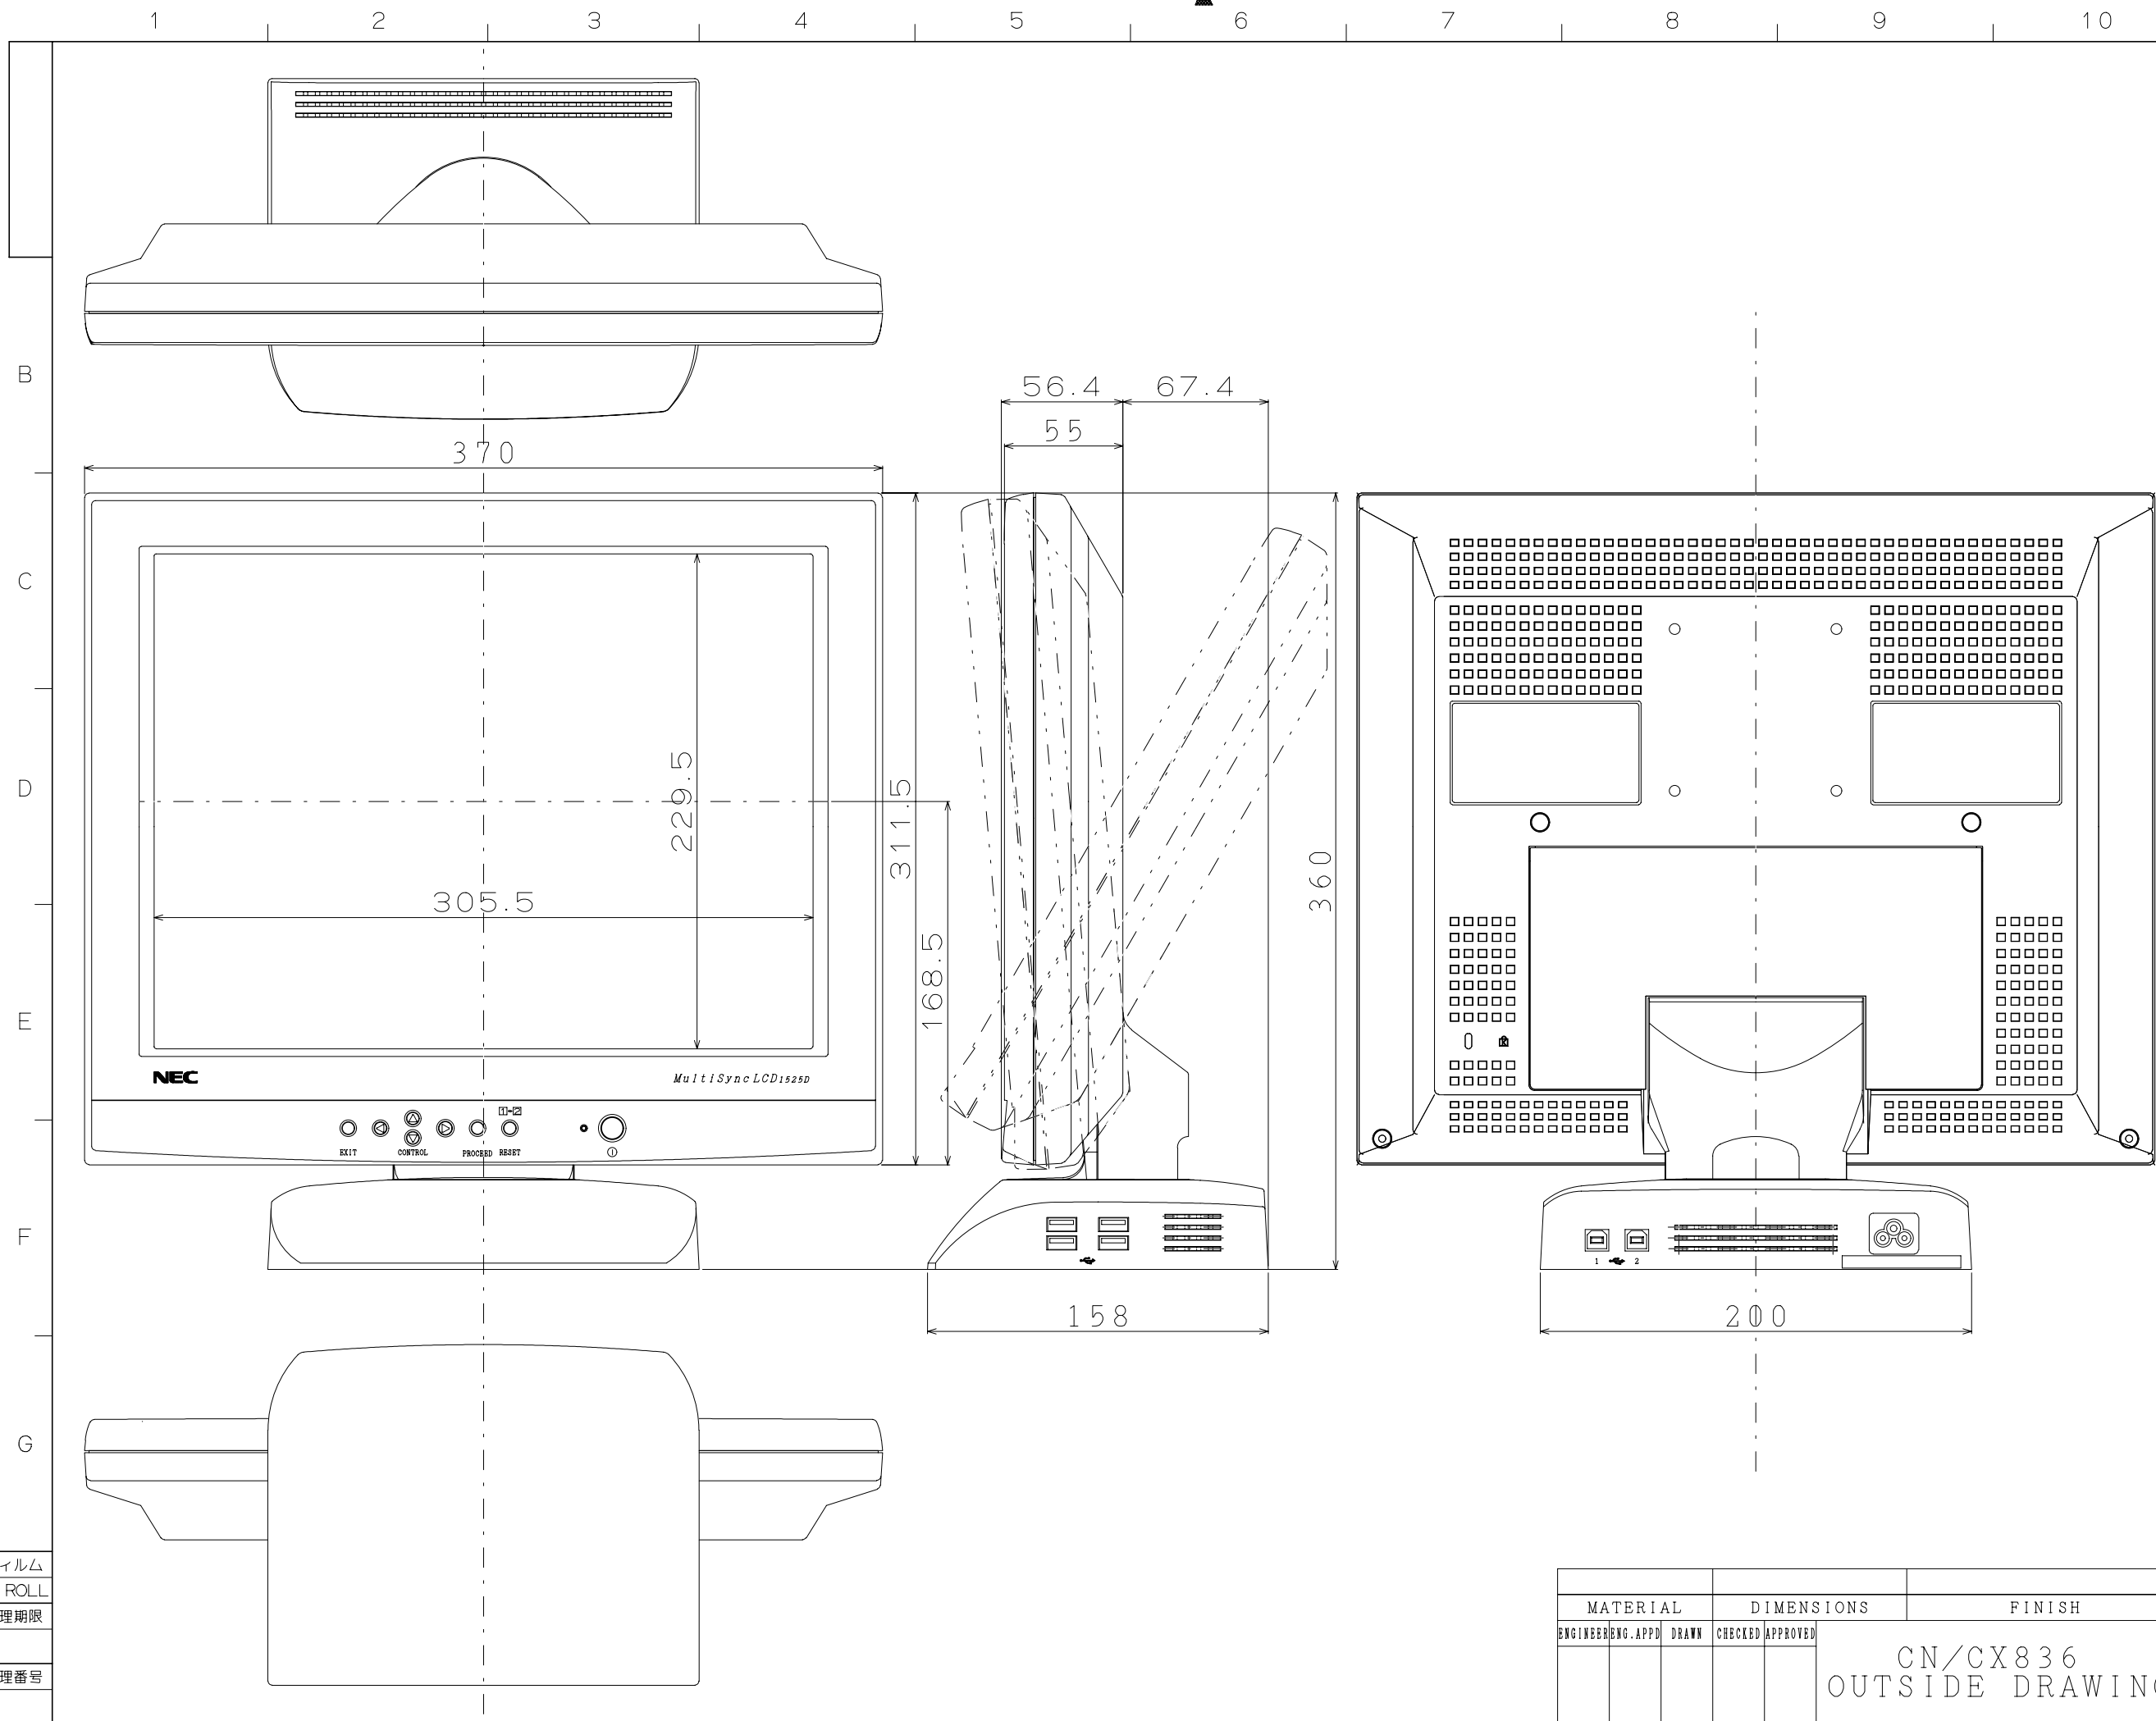 1 2 3 4 5 6 7 8 9 10
B
56.4 67.4
55
370
C
D
229.5
311.5
360
305.5
168.5
E
NEC
MultiSync LCD1525D
1-2
EXIT CONTROL PROCEED RESET
F
1 2
158
200
G
ィルム
ROLL
理期限
理番号
MATERIAL DIMENSIONS FINISH
ENGINEER ENG.APPD DRAWN CHECKED APPROVED
CN/CX836
OUTSIDE DRAWING